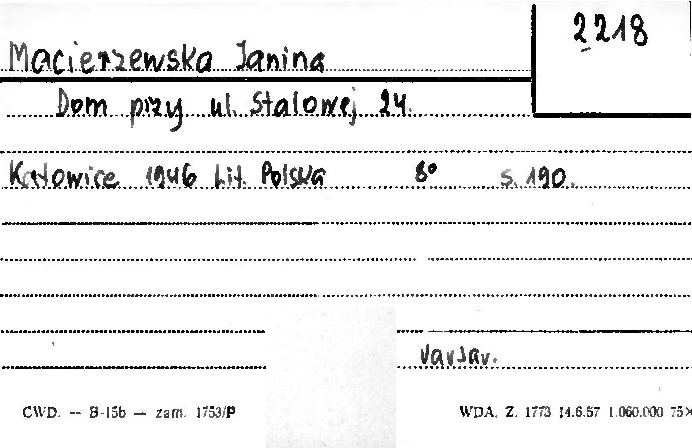 2218
Macierzewska Janina
Dom przy ul. Stalowej 24.
Katowice 1946 Lit. Polska 8° s. 190.
varsav.
CWD. — B-15b — zam. 1753/P
WDA. Z. 1773 14.6.57 1.060.000 75×